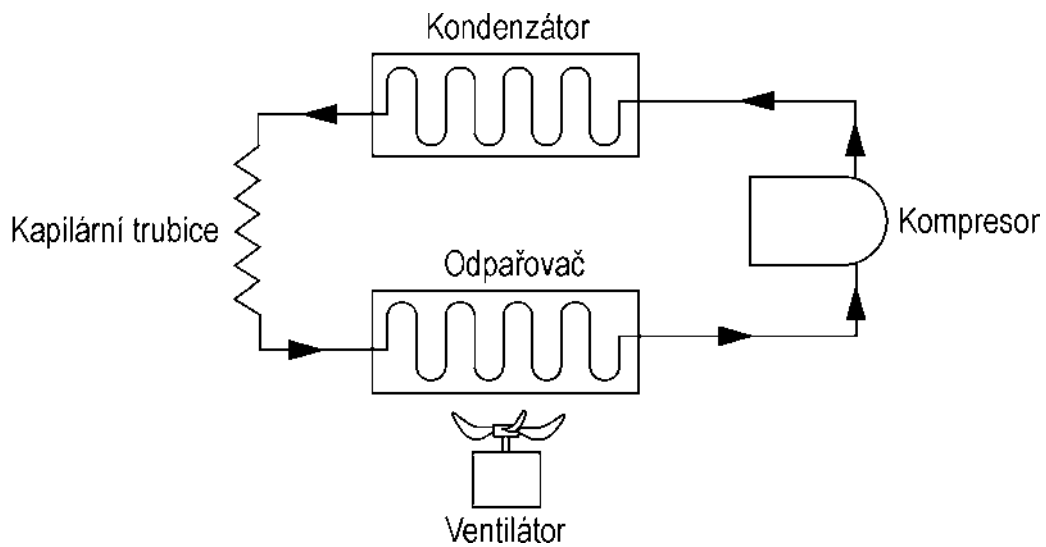 Kondenzátor
Kapilární trubice
Kompresor
Odpařovač
Ventilátor